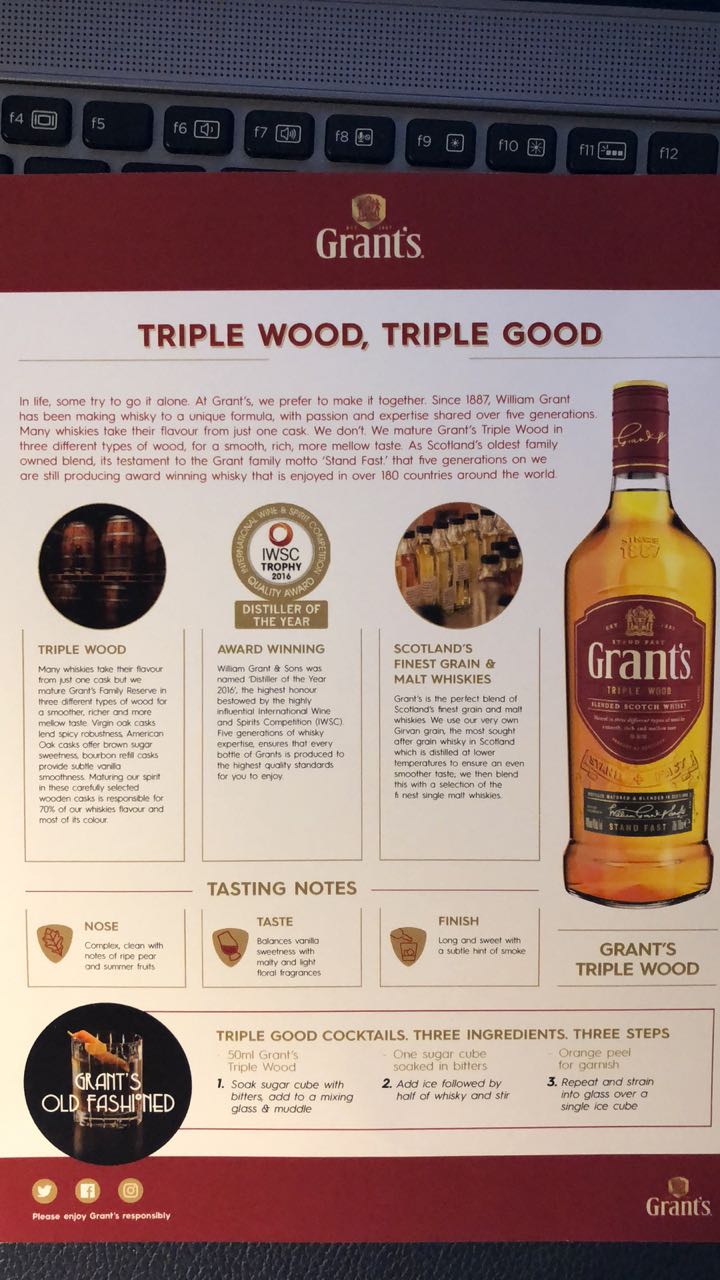 f4
f5
f6
f7
f8
f9
f10
f11
f12
Grant's
TRIPLE WOOD, TRIPLE GOOD
In life, some try to go it alone. At Grant's, we prefer to make it together. Since 1887, William Grant
has been making whisky to a unique formula, with passion and expertise shared over five generations.
Many whiskies take their flavour from just one cask. We don't. We mature Grant's Triple Wood in
three different types of wood, for a smooth, rich, more mellow taste. As Scotland's oldest family
owned blend, its testament to the Grant family motto 'Stand Fast.' that five generations on we
are still producing award winning whisky that is enjoyed in over 180 countries around the world.
INTERNATIONAL WINE & SPIRIT COMPETITION
IWSC
TROPHY
2016
QUALITY AWARD
DISTILLER OF
THE YEAR
TRIPLE WOOD
Many whiskies take their flavour
from just one cask but we
mature Grant's Family Reserve in
three different types of wood for
a smoother, richer and more
mellow taste. Virgin oak casks
lend spicy robustness, American
Oak casks offer brown sugar
sweetness, bourbon refill casks
provide subtle vanilla
smoothness. Maturing our spirit
in these carefully selected
wooden casks is responsible for
70% of our whiskies flavour and
most of its colour.
AWARD WINNING
William Grant & Sons was
named 'Distiller of the Year
2016', the highest honour
bestowed by the highly
influential International Wine
and Spirits Competition (IWSC).
Five generations of whisky
expertise, ensures that every
bottle of Grant's is produced to
the highest quality standards
for you to enjoy.
SCOTLAND'S
FINEST GRAIN &
MALT WHISKIES
Grant's is the perfect blend of
Scotland's finest grain and malt
whiskies. We use our very own
Girvan grain, the most sought
after grain whisky in Scotland
which is distilled at lower
temperatures to ensure an even
smoother taste; we then blend
this with a selection of the
fi nest single malt whiskies.
SINCE
1887
STAND FAST
Grant's
TRIPLE WOOD
BLENDED SCOTCH WHISKY
STAND FAST
TASTING NOTES
NOSE
Complex, clean with
notes of ripe pear
and summer fruits
TASTE
Balances vanilla
sweetness with
malty and light
floral fragrances
FINISH
Long and sweet with
a subtle hint of smoke
GRANT'S
TRIPLE WOOD
GRANT'S
OLD FASHIONED
TRIPLE GOOD COCKTAILS. THREE INGREDIENTS. THREE STEPS
- 50ml Grant's
Triple Wood
- One sugar cube
soaked in bitters
- Orange peel
for garnish
1. Soak sugar cube with
bitters, add to a mixing
glass & muddle
2. Add ice followed by
half of whisky and stir
3. Repeat and strain
into glass over a
single ice cube
Please enjoy Grant's responsibly
Grant's